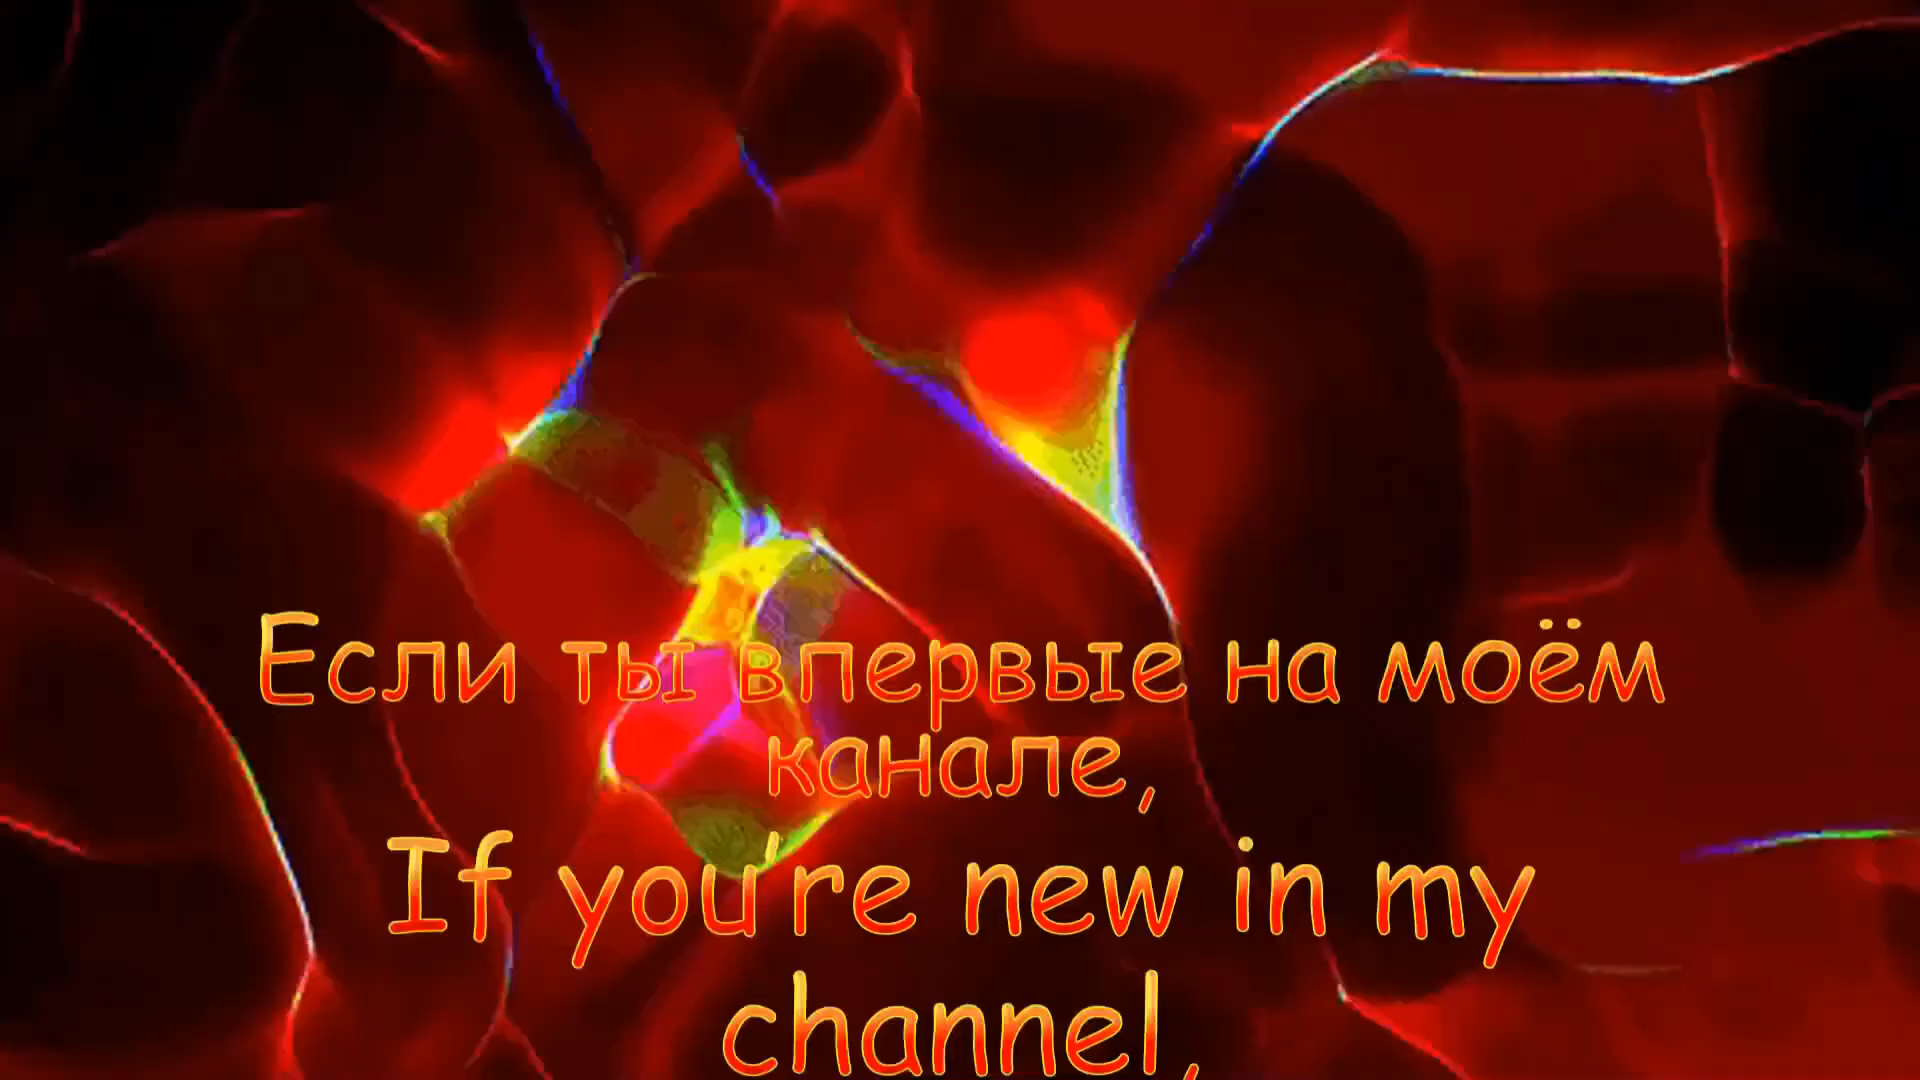 Если ты впервые на моём
канале,
If you're new in my
channel,